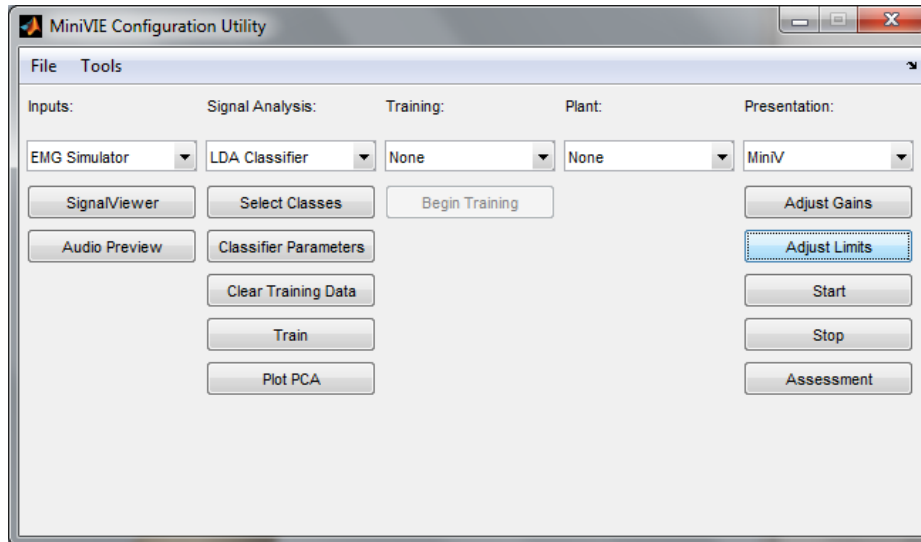 MiniVIE Configuration Utility
File Tools
Inputs: Signal Analysis: Training: Plant: Presentation:
EMG Simulator LDA Classifier None None MiniV
SignalViewer Select Classes Begin Training Adjust Gains
Audio Preview Classifier Parameters Adjust Limits
Clear Training Data Start
Train Stop
Plot PCA Assessment